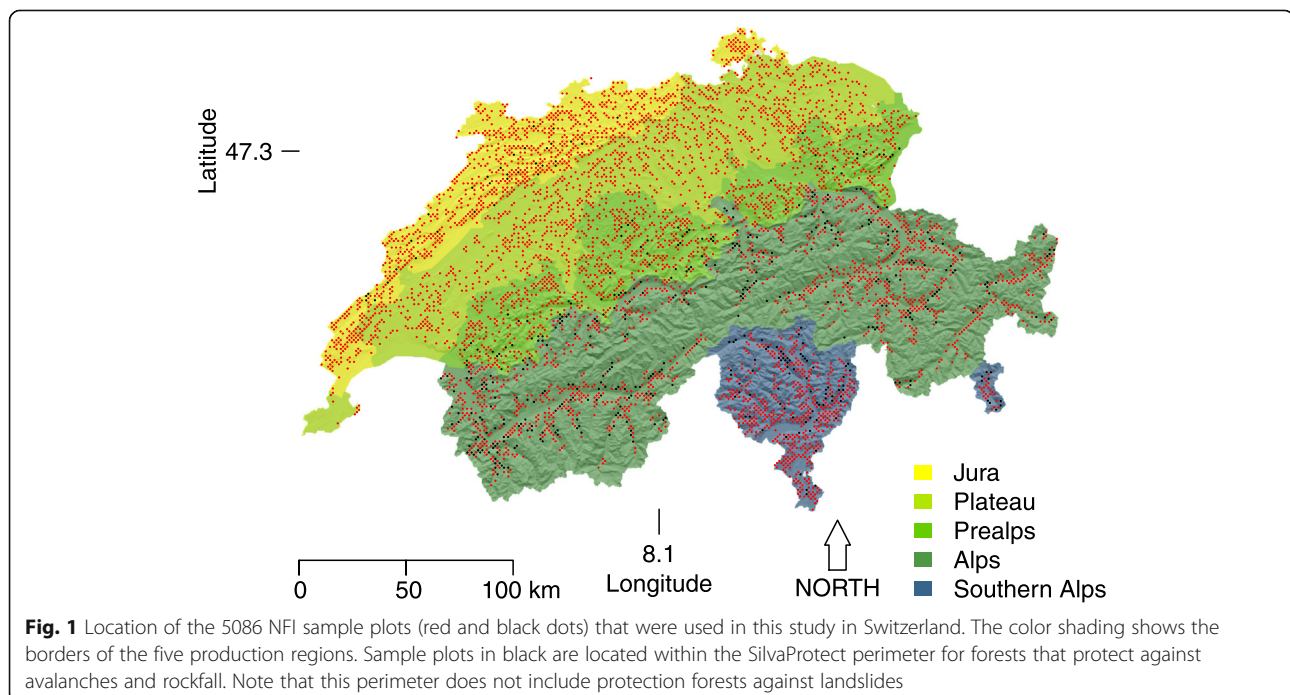 Latitude
47.3
8.1
Longitude
0
50
100 km
NORTH
Jura
Plateau
Prealps
Alps
Southern Alps
Fig. 1 Location of the 5086 NFI sample plots (red and black dots) that were used in this study in Switzerland. The color shading shows the
borders of the five production regions. Sample plots in black are located within the SilvaProtect perimeter for forests that protect against
avalanches and rockfall. Note that this perimeter does not include protection forests against landslides